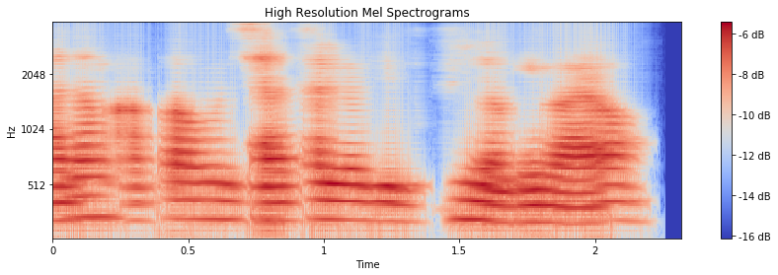 High Resolution Mel Spectrograms
2048
1024
512
Hz
0
0.5
1
1.5
2
Time
-6 dB
-8 dB
-10 dB
-12 dB
-14 dB
-16 dB